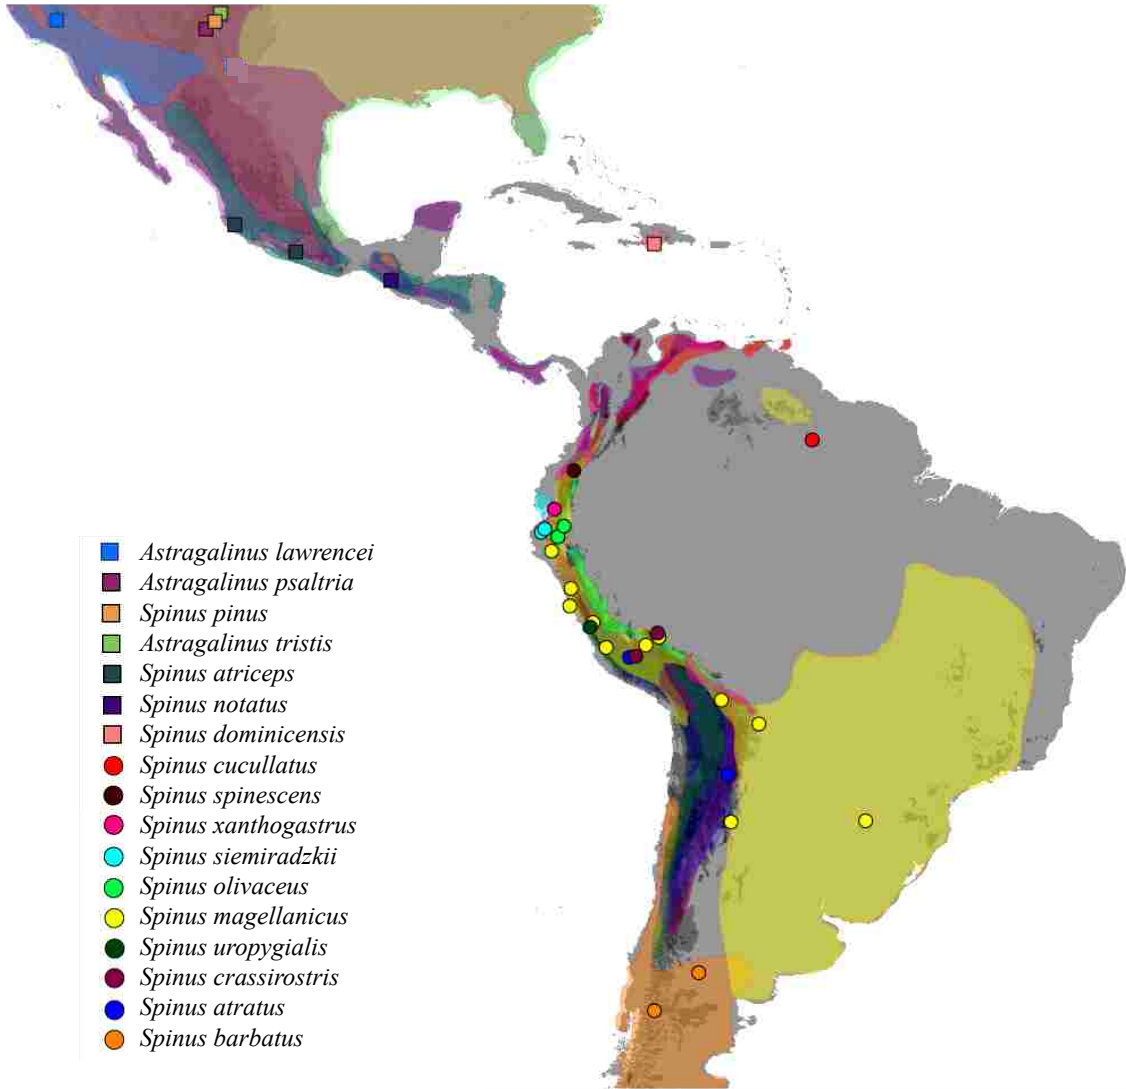 Astragalinus lawrencei
Astragalinus psaltria
Spinus pinus
Astragalinus tristis
Spinus atriceps
Spinus notatus
Spinus dominicensis
Spinus cucullatus
Spinus spinescens
Spinus xanthogastrus
Spinus siemiradzkii
Spinus olivaceus
Spinus magellanicus
Spinus uropygialis
Spinus crassirostris
Spinus atratus
Spinus barbatus